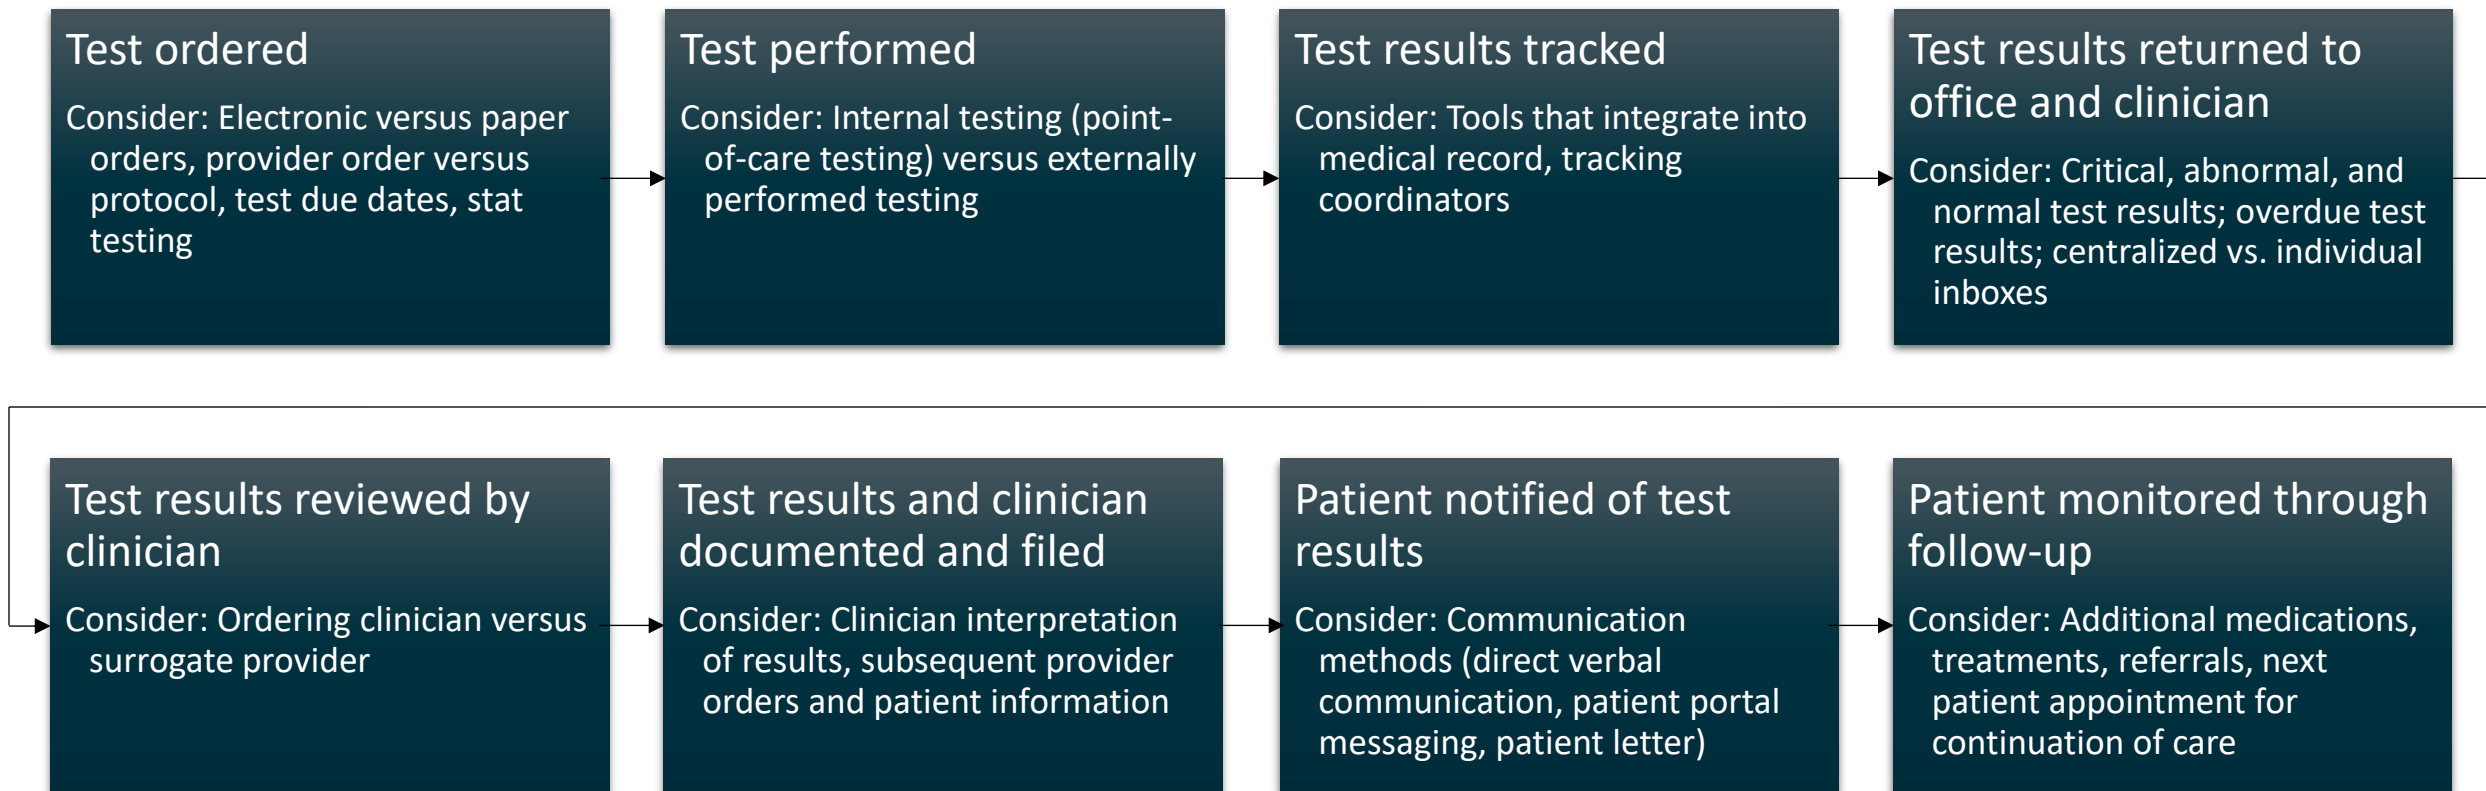 Test ordered
Consider: Electronic versus paper
orders, provider order versus
protocol, test due dates, stat
testing
Test performed
Consider: Internal testing (point-
of-care testing) versus externally
performed testing
Test results tracked
Consider: Tools that integrate into
medical record, tracking
coordinators
Test results returned to
office and clinician
Consider: Critical, abnormal, and
normal test results; overdue test
results; centralized vs. individual
inboxes
Test results reviewed by
clinician
Consider: Ordering clinician versus
surrogate provider
Test results and clinician
documented and filed
Consider: Clinician interpretation
of results, subsequent provider
orders and patient information
Patient notified of test
results
Consider: Communication
methods (direct verbal
communication, patient portal
messaging, patient letter)
Patient monitored through
follow-up
Consider: Additional medications,
treatments, referrals, next
patient appointment for
continuation of care